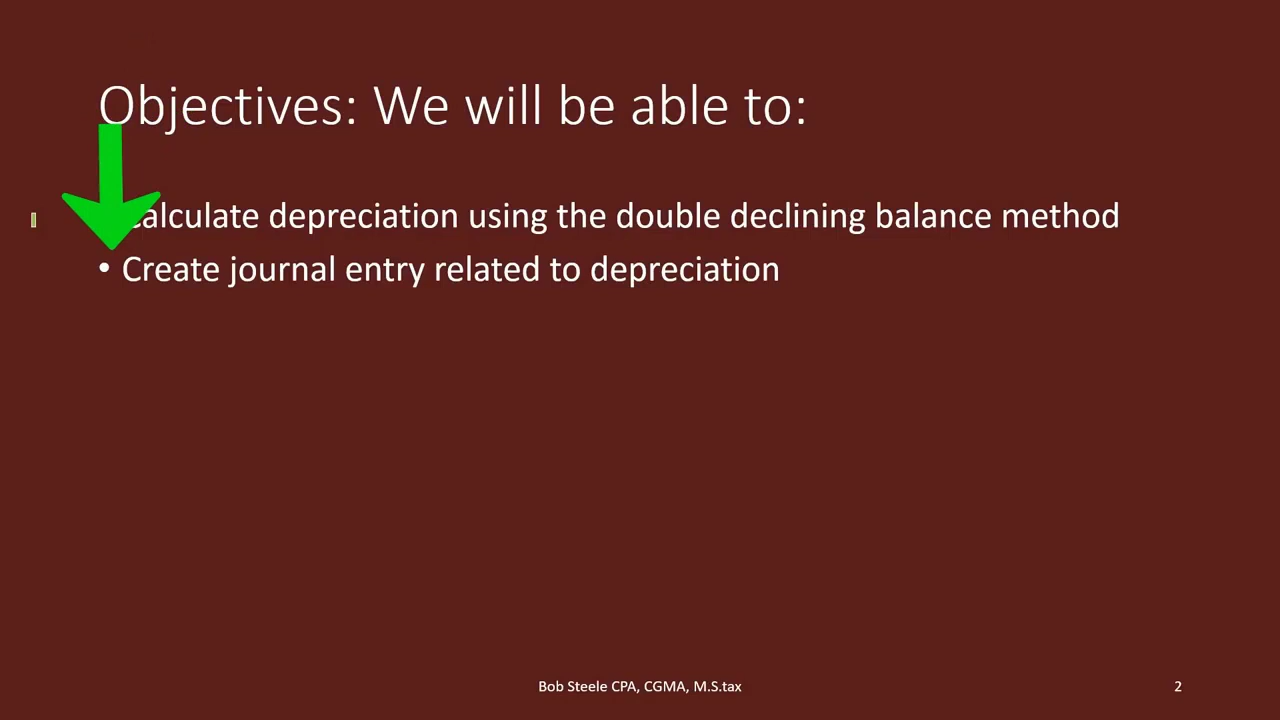 Objectives: We will be able to:
Calculate depreciation using the double declining balance method
• Create journal entry related to depreciation
Bob Steele CPA, CGMA, M.S.tax
2